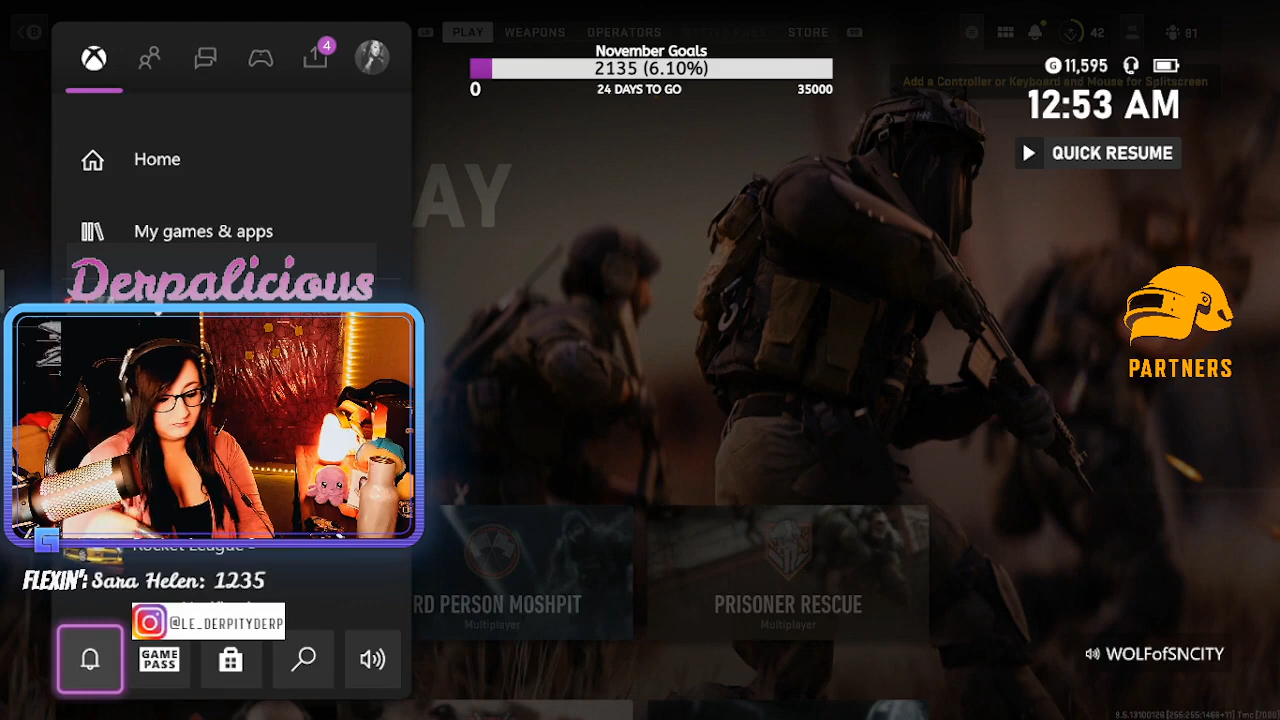 PLAY WEAPONS OPERATORS BATTLE PASS STORE
42
81
4
November Goals
2135 (6.10%)
0 24 DAYS TO GO 35000
G 11,595
Add a Controller or Keyboard and Mouse for Splitscreen
12:53 AM
QUICK RESUME
Home
AY
My games & apps
Derpalicious
PARTNERS
Rocket League
FLEXIN': Sara Helen: 1235
RD PERSON MOSHPIT
Multiplayer
PRISONER RESCUE
Multiplayer
@LE_DERPITYDERP
GAME PASS
WOLFofSNCITY